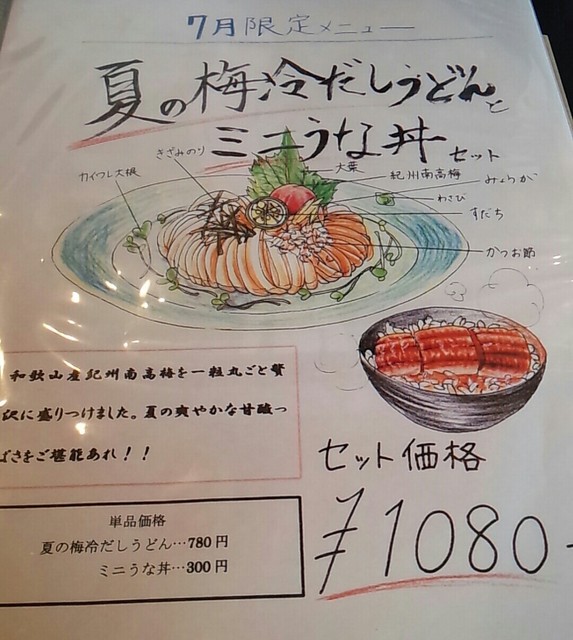 7月限定メニュー
夏の梅冷だしうどんと
ミニうな丼セット
きざみのり
カイワレ大根
大葉
紀州南高梅
みょうが
わさび
すだち
かつお節
和歌山産紀州南高梅を一粒丸ごと贅
沢に盛りつけました。夏の爽やかな甘酸っ
ぱさをご堪能あれ！！
セット価格
¥1080-
単品価格
夏の梅冷だしうどん…780円
ミニうな丼…300円